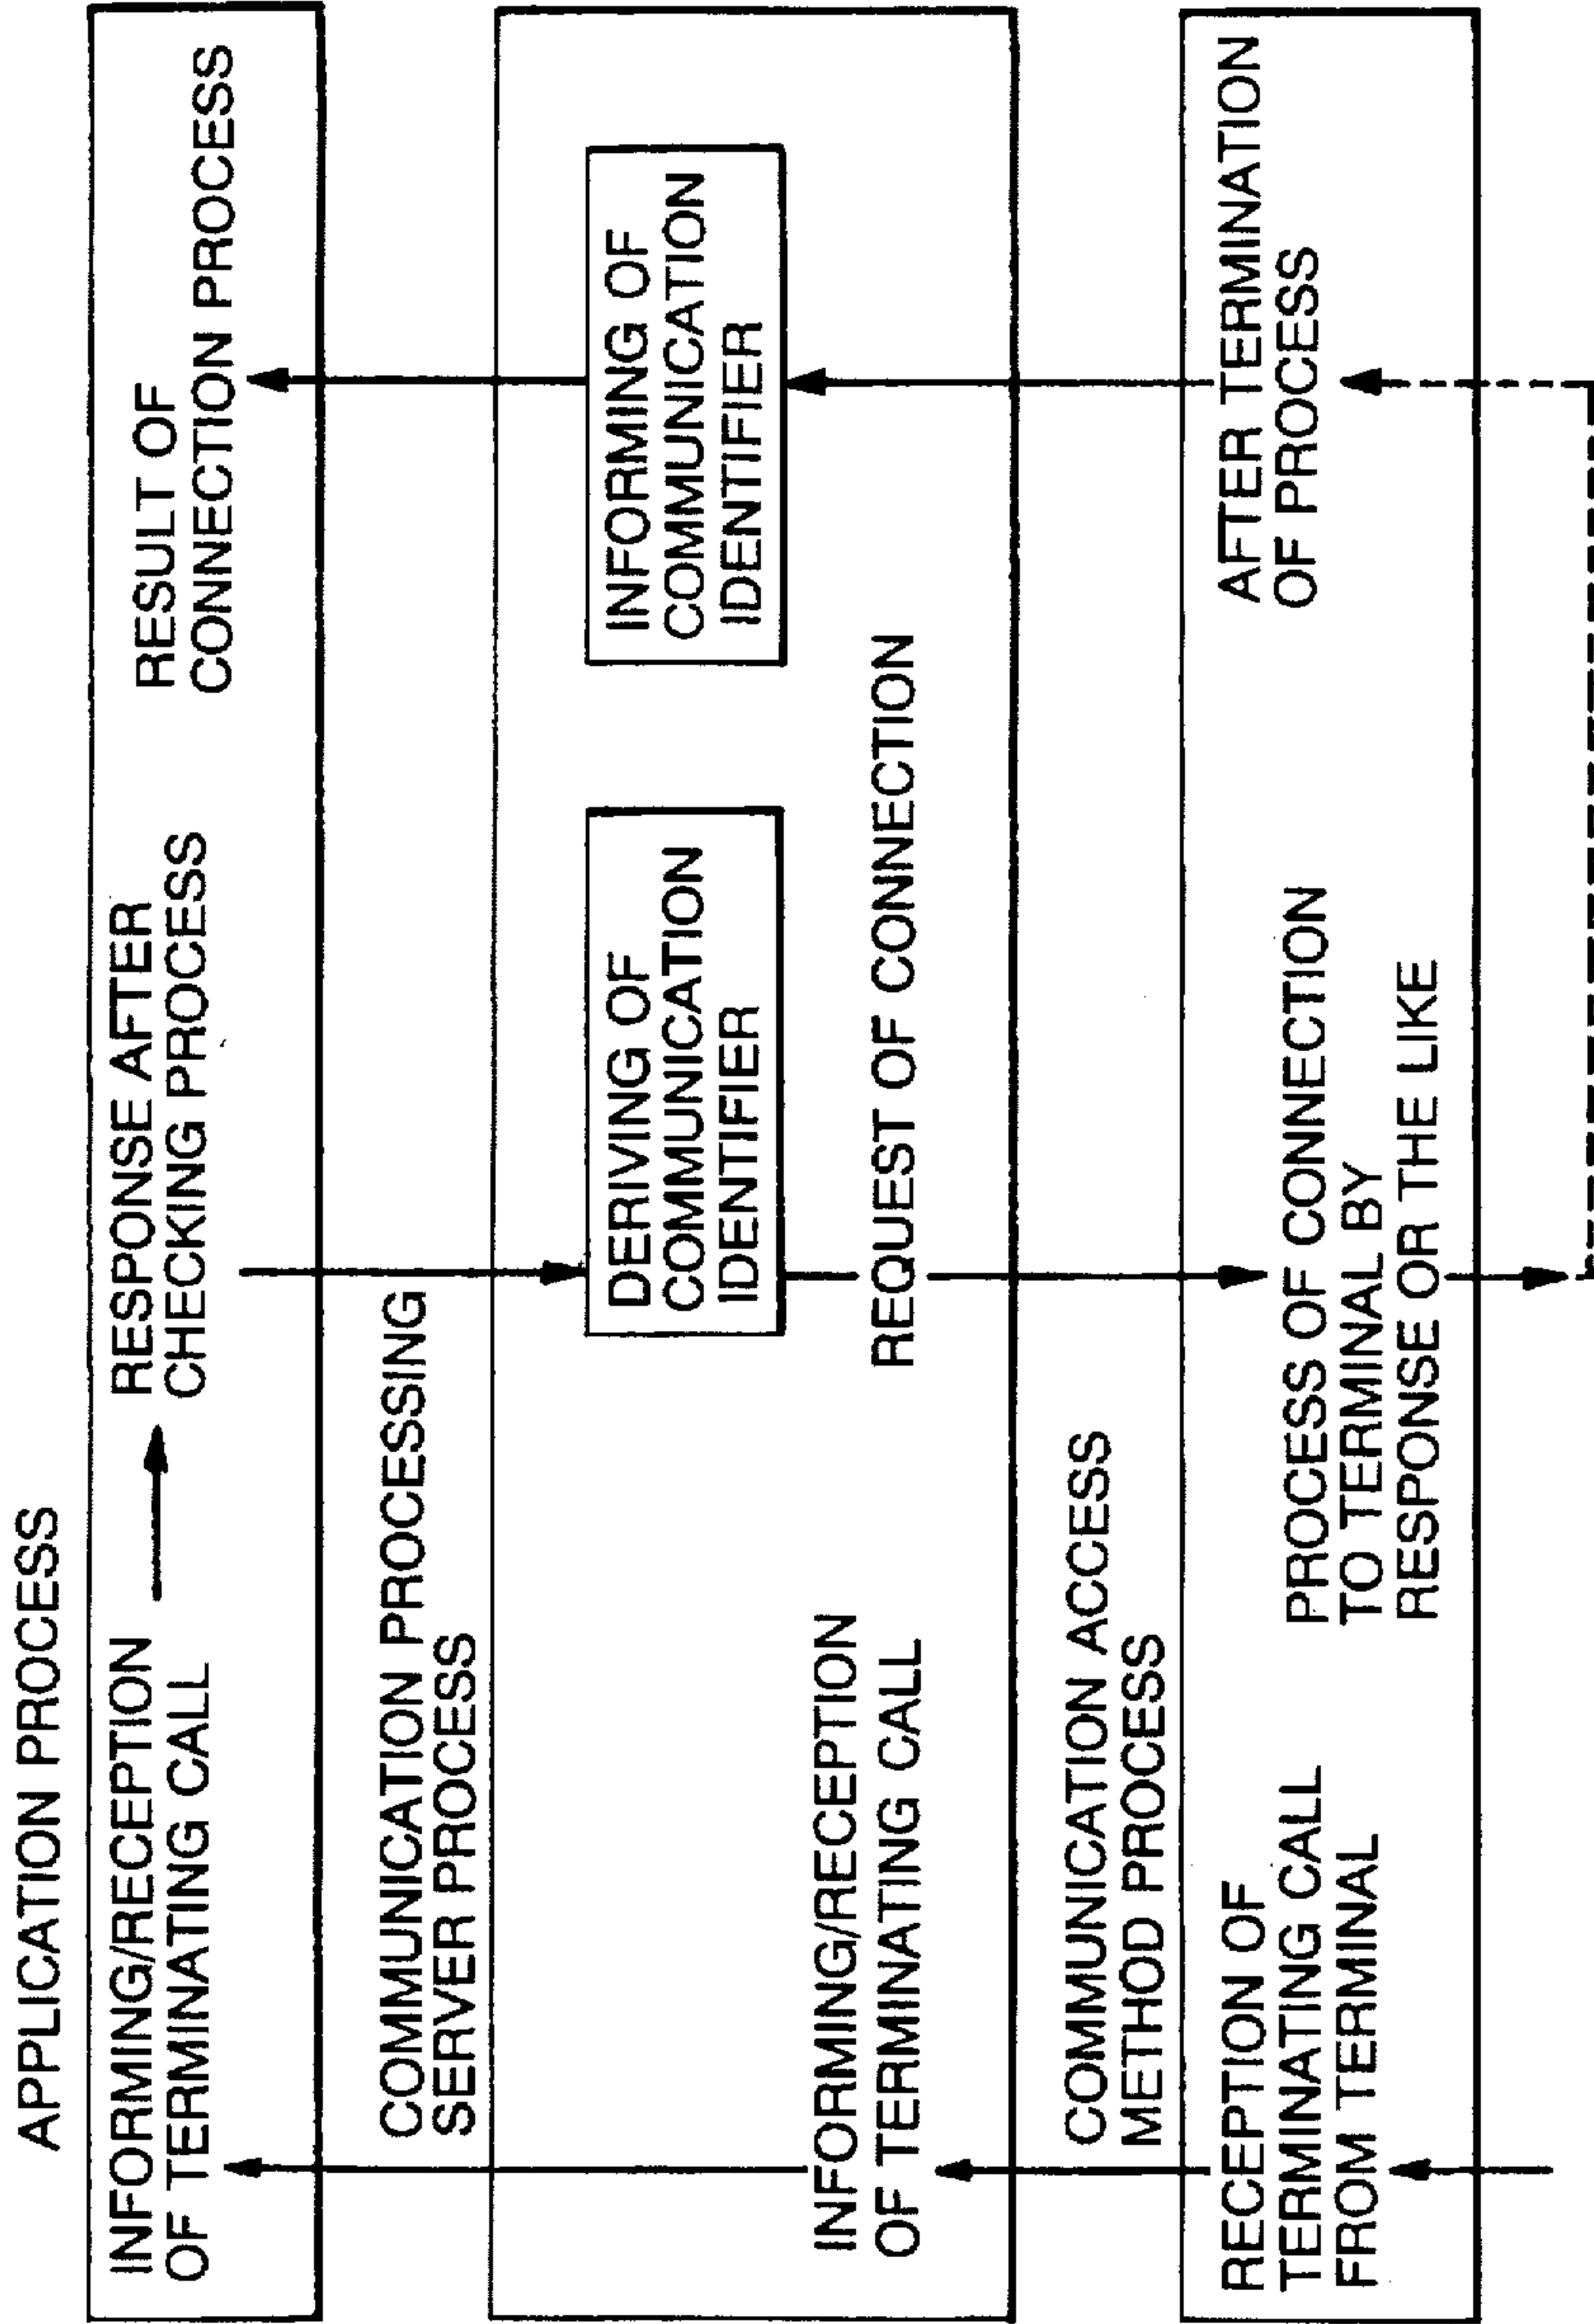 APPLICATION PROCESS
INFORMING/RECEPTION
OF TERMINATING CALL
RESPONSE AFTER
CHECKING PROCESS
RESULT OF
CONNECTION PROCESS
COMMUNICATION PROCESSING
SERVER PROCESS
DERIVING OF
COMMUNICATION
IDENTIFIER
INFORMING OF
COMMUNICATION
IDENTIFIER
INFORMING/RECEPTION
OF TERMINATING CALL
REQUEST OF CONNECTION
COMMUNICATION ACCESS
METHOD PROCESS
RECEPTION OF
TERMINATING CALL
FROM TERMINAL
PROCESS OF CONNECTION
TO TERMINAL BY
RESPONSE OR THE LIKE
AFTER TERMINATION
OF PROCESS